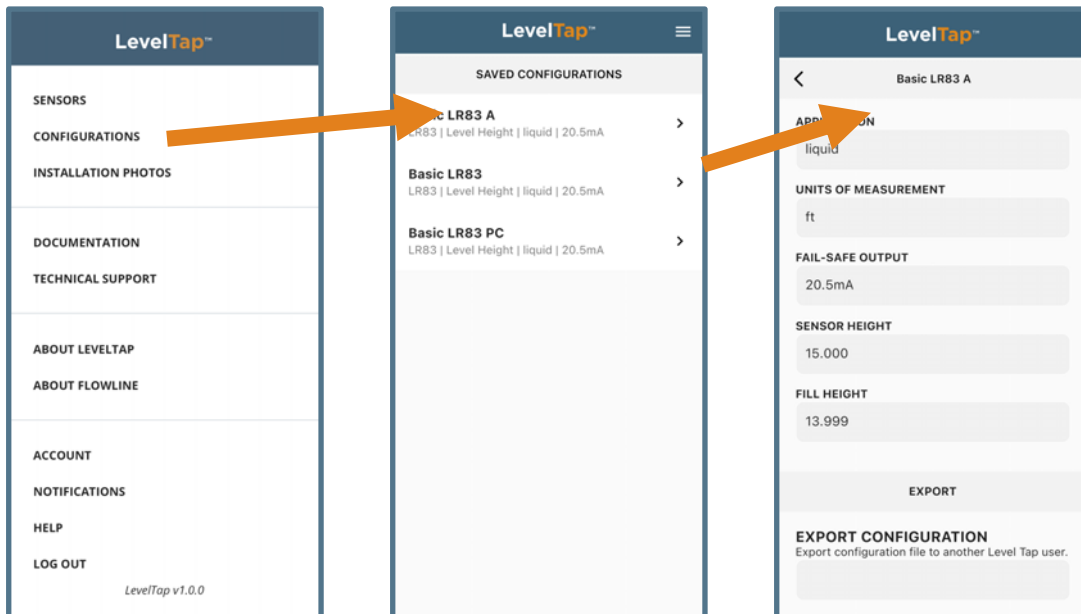 LevelTap™
SENSORS
CONFIGURATIONS
INSTALLATION PHOTOS
DOCUMENTATION
TECHNICAL SUPPORT
ABOUT LEVELTAP
ABOUT FLOWLINE
ACCOUNT
NOTIFICATIONS
HELP
LOG OUT
LevelTap v1.0.0
LevelTap™
SAVED CONFIGURATIONS
LR83 A
LR83 | Level Height | liquid | 20.5mA
Basic LR83
LR83 | Level Height | liquid | 20.5mA
Basic LR83 PC
LR83 | Level Height | liquid | 20.5mA
LevelTap™
Basic LR83 A
liquid
UNITS OF MEASUREMENT
ft
FAIL-SAFE OUTPUT
20.5mA
SENSOR HEIGHT
15.000
FILL HEIGHT
13.999
EXPORT
EXPORT CONFIGURATION
Export configuration file to another Level Tap user.